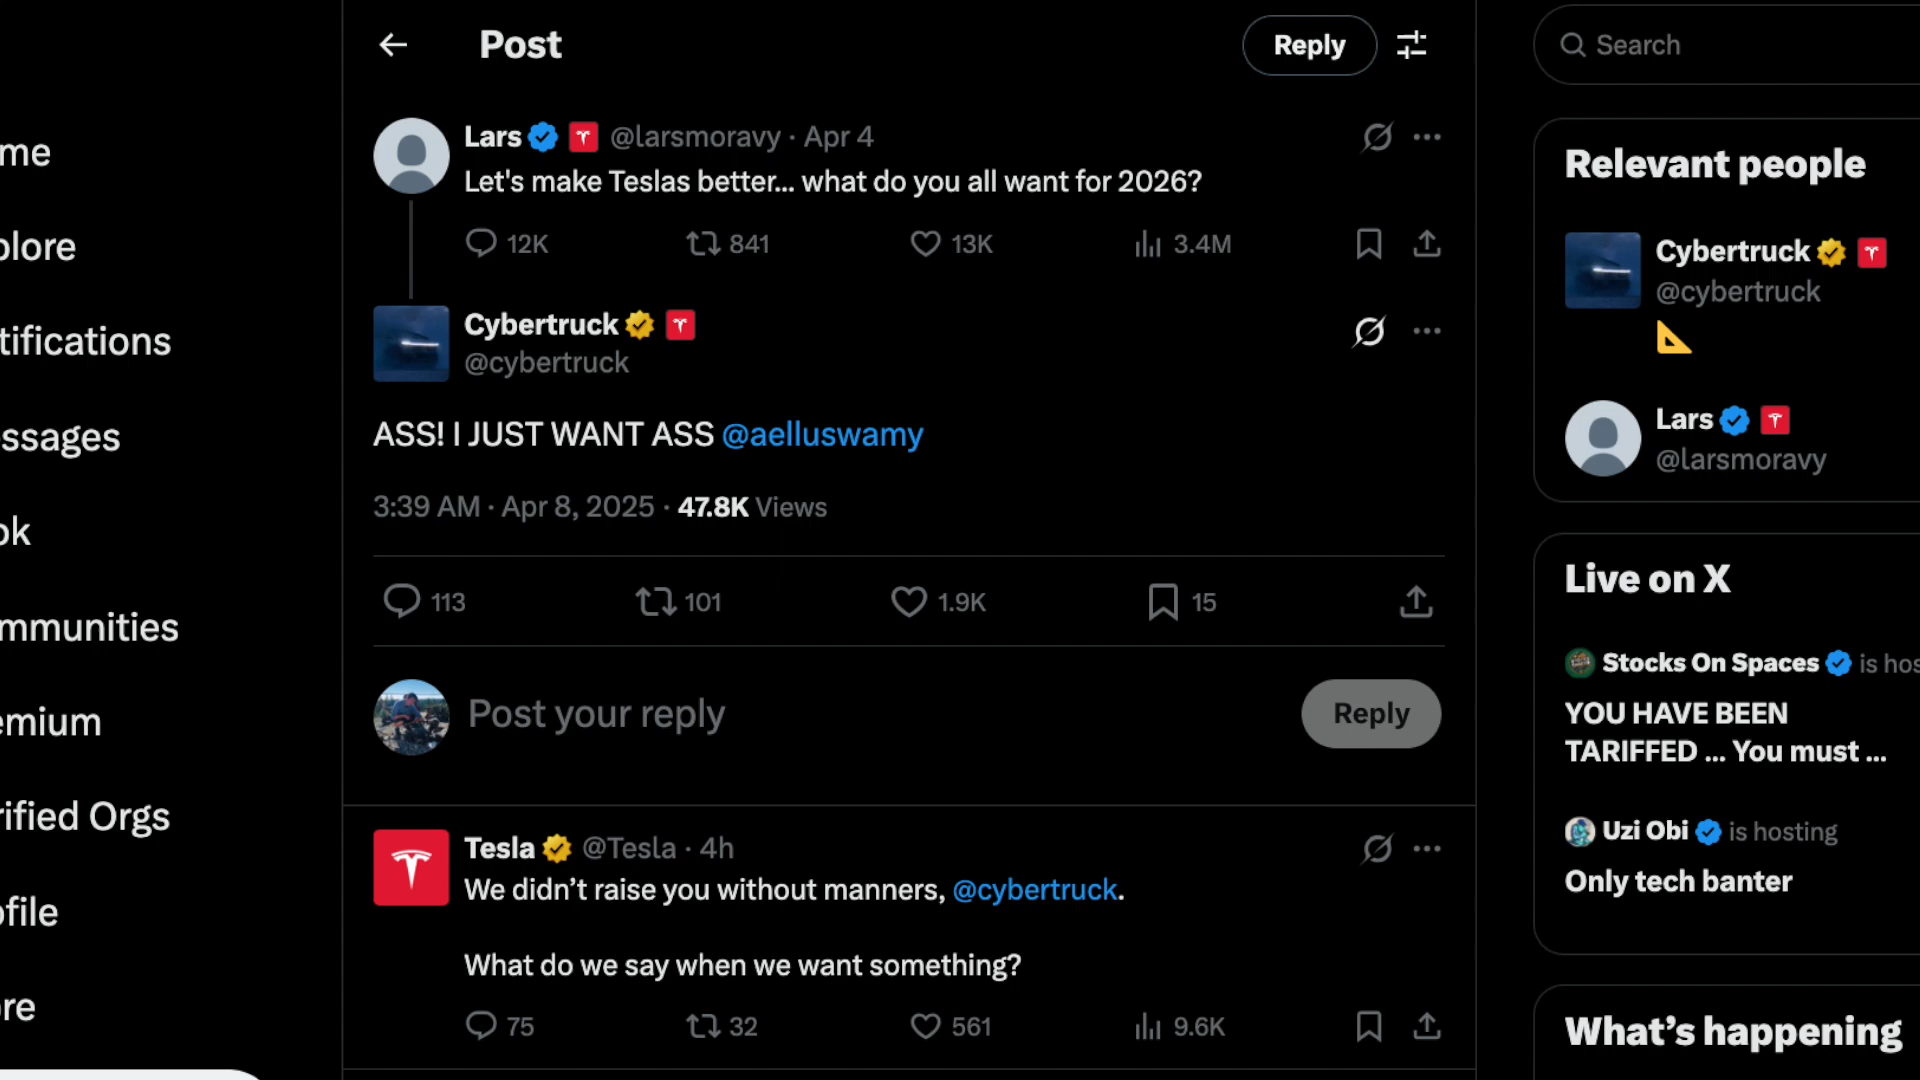 Post
Reply
Search
Lars @larsmoravy · Apr 4
Let's make Teslas better... what do you all want for 2026?
12K 841 13K 3.4M
Cybertruck
@cybertruck
ASS! I JUST WANT ASS @aelluswamy
3:39 AM · Apr 8, 2025 · 47.8K Views
113 101 1.9K 15
Post your reply
Reply
Tesla @Tesla · 4h
We didn’t raise you without manners, @cybertruck.
What do we say when we want something?
75 32 561 9.6K
me
plore
tifications
ssages
ok
mmunities
emium
rified Orgs
ofile
re
Relevant people
Cybertruck
@cybertruck
Lars
@larsmoravy
Live on X
Stocks On Spaces is hos
YOU HAVE BEEN
TARIFFED ... You must ...
Uzi Obi is hosting
Only tech banter
What’s happening